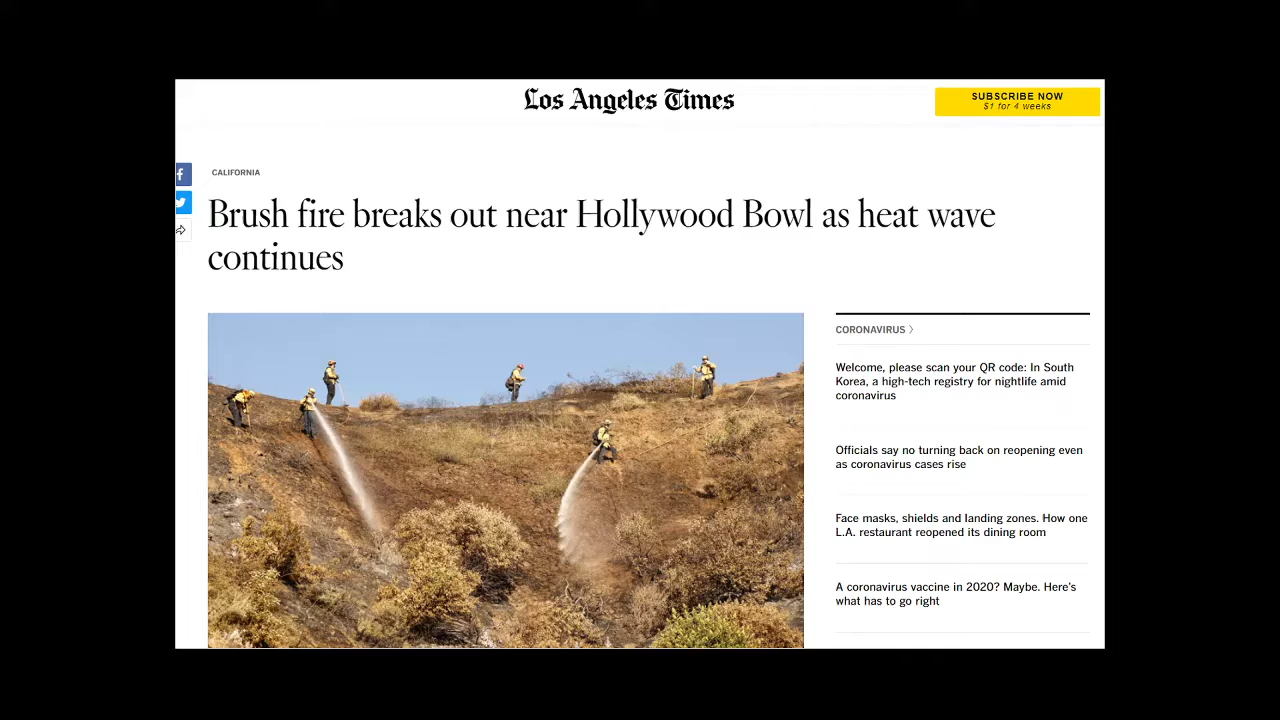 Los Angeles Times
SUBSCRIBE NOW
$1 for 4 weeks
CALIFORNIA
Brush fire breaks out near Hollywood Bowl as heat wave
continues
CORONAVIRUS
Welcome, please scan your QR code: In South
Korea, a high-tech registry for nightlife amid
coronavirus
Officials say no turning back on reopening even
as coronavirus cases rise
Face masks, shields and landing zones. How one
L.A. restaurant reopened its dining room
A coronavirus vaccine in 2020? Maybe. Here’s
what has to go right